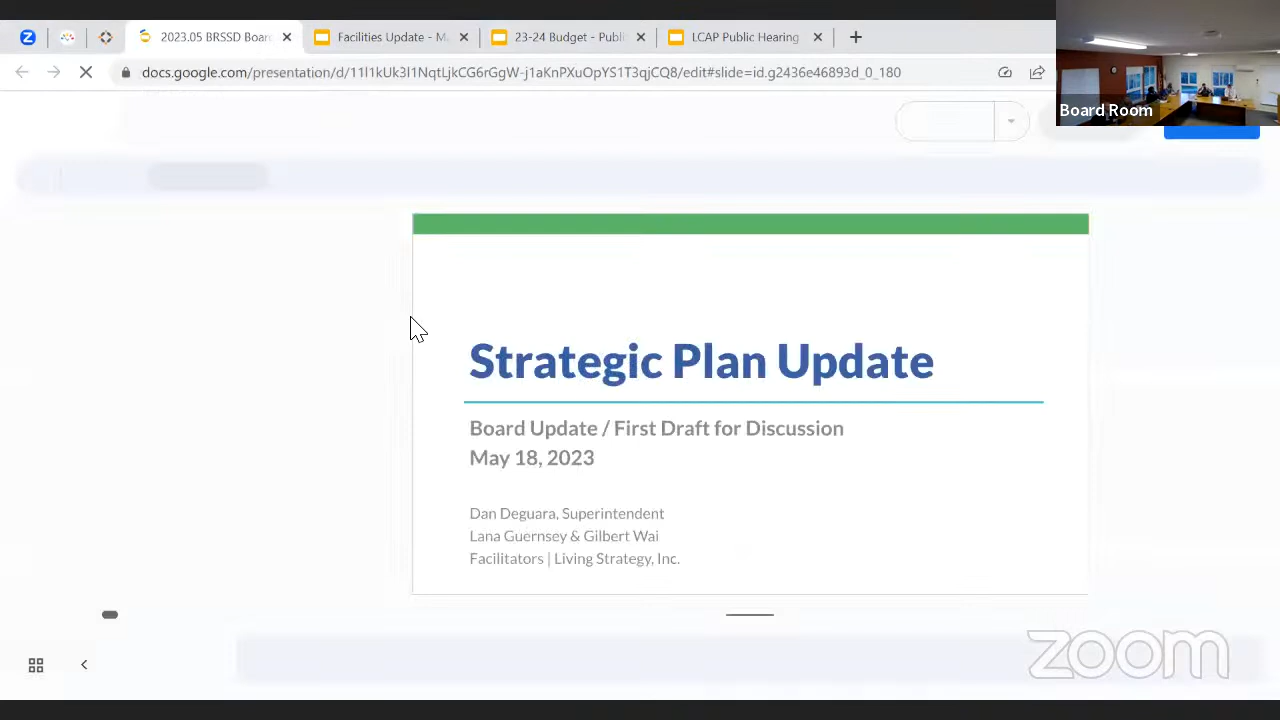 2023.05 BRSSD Boar
Facilities Update - M
23-24 Budget - Publi
LCAP Public Hearing
docs.google.com/presentation/d/11l1kUk3I1NqtLjkCG6rGgW-j1aKnPXuOpYS1T3qjCQ8/edit#slide=id.g2436e46893d_0_180
Board Room
Strategic Plan Update
Board Update / First Draft for Discussion
May 18, 2023
Dan Deguara, Superintendent
Lana Guernsey & Gilbert Wai
Facilitators | Living Strategy, Inc.
zoom